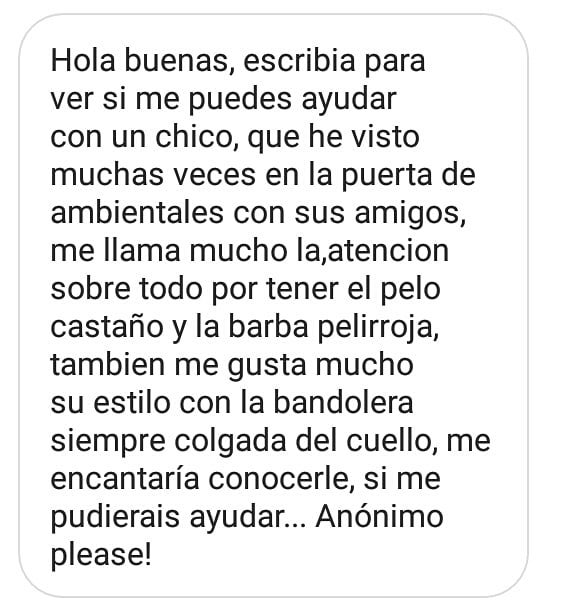 Hola buenas, escribia para
ver si me puedes ayudar
con un chico, que he visto
muchas veces en la puerta de
ambientales con sus amigos,
me llama mucho la,atencion
sobre todo por tener el pelo
castaño y la barba pelirroja,
tambien me gusta mucho
su estilo con la bandolera
siempre colgada del cuello, me
encantaría conocerle, si me
pudierais ayudar... Anónimo
please!